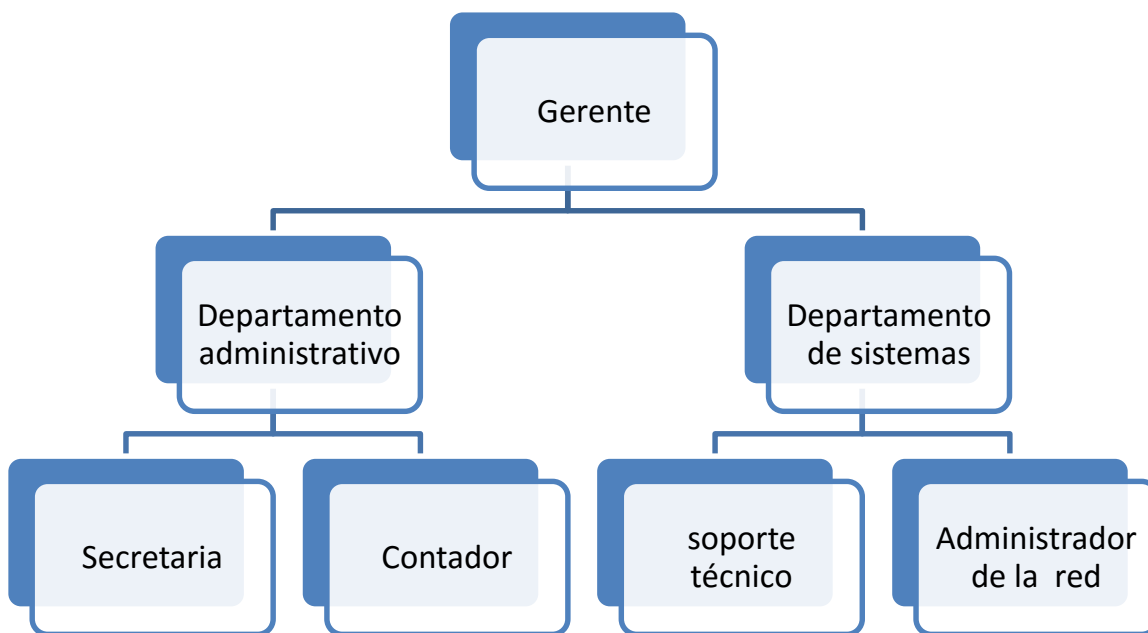 Gerente
Departamento
administrativo
Departamento
de sistemas
Secretaria
Contador
soporte
técnico
Administrador
de la  red